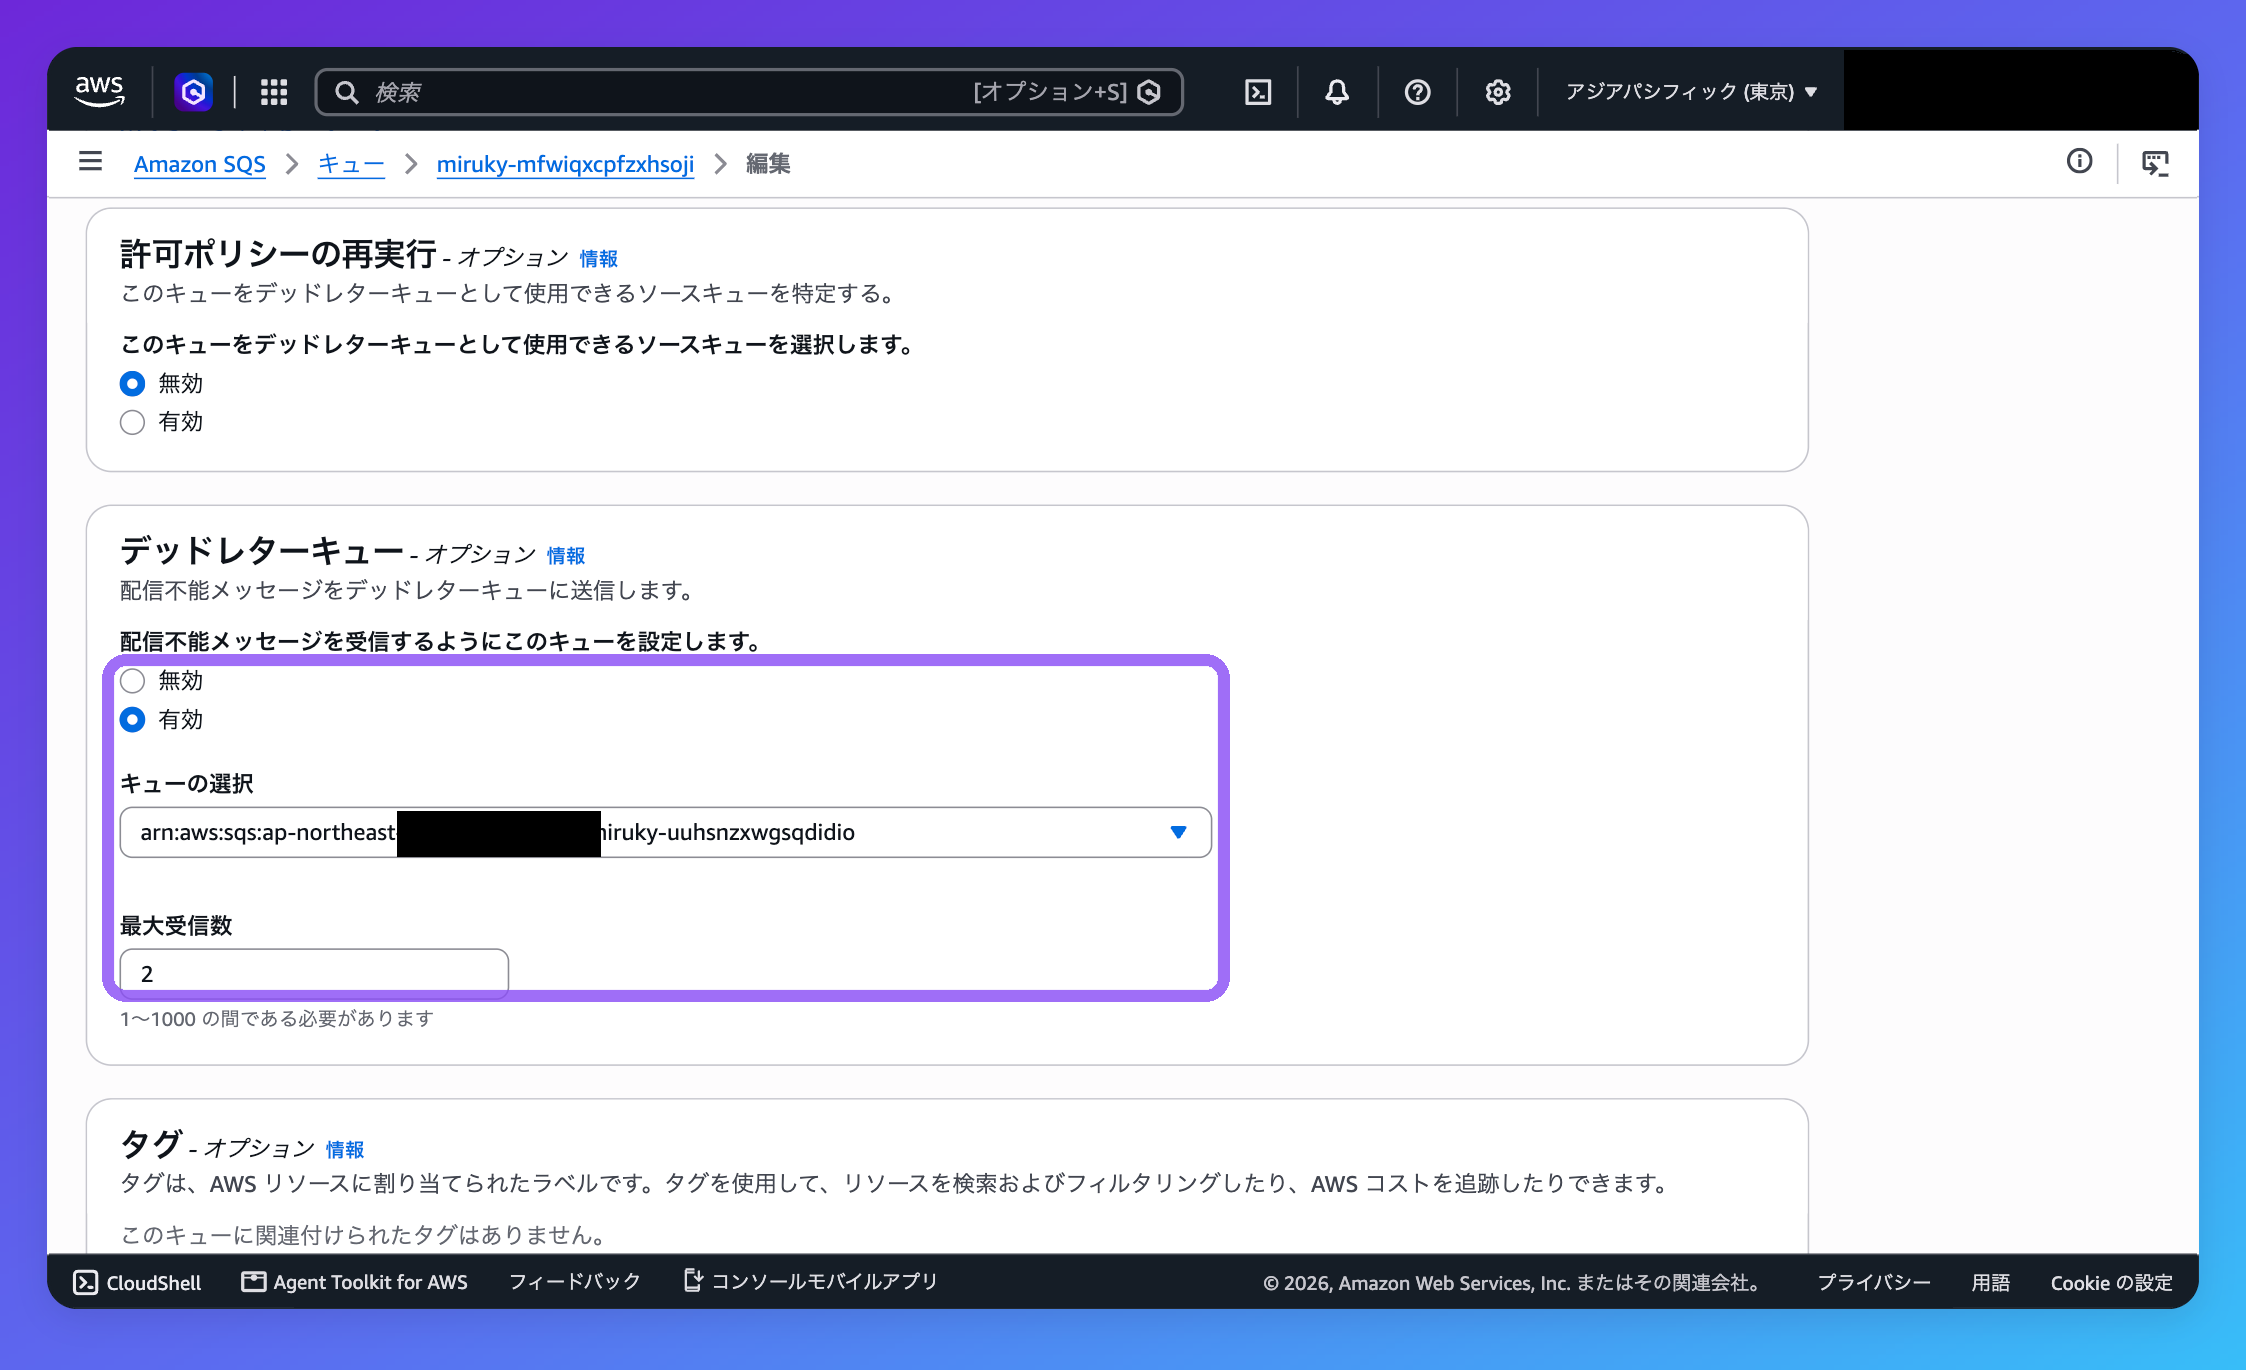 aws
検索
[オプション+S]
アジアパシフィック (東京) ▼
Amazon SQS > キュー > miruky-mfwiqxcpfzxhsoji > 編集
許可ポリシーの再実行 - オプション 情報
このキューをデッドレターキューとして使用できるソースキューを特定する。
このキューをデッドレターキューとして使用できるソースキューを選択します。
無効
有効
デッドレターキュー - オプション 情報
配信不能メッセージをデッドレターキューに送信します。
配信不能メッセージを受信するようにこのキューを設定します。
無効
有効
キューの選択
arn:aws:sqs:ap-northeast iruky-uuhsnzxwgsqdidio
最大受信数
2
1～1000 の間である必要があります
タグ - オプション 情報
タグは、AWS リソースに割り当てられたラベルです。タグを使用して、リソースを検索およびフィルタリングしたり、AWS コストを追跡したりできます。
このキューに関連付けられたタグはありません。
CloudShell Agent Toolkit for AWS フィードバック コンソールモバイルアプリ
© 2026, Amazon Web Services, Inc. またはその関連会社。 プライバシー 用語 Cookie の設定